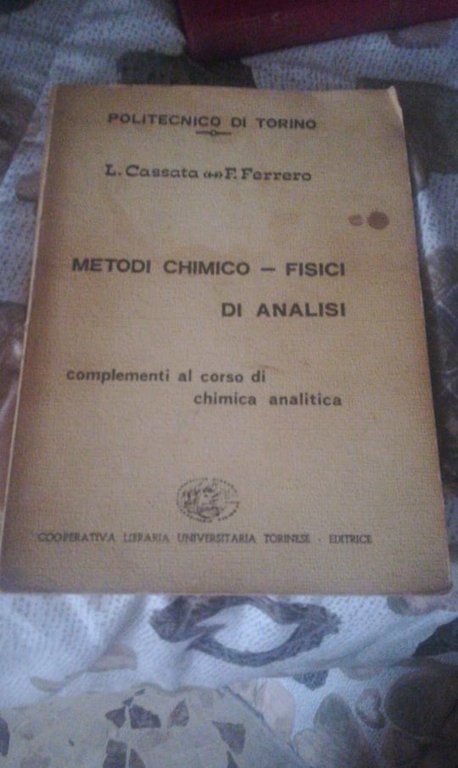 POLITECNICO DI TORINO
L. Cassata F. Ferrero
METODI CHIMICO – FISICI
DI ANALISI
complementi al corso di
chimica analitica
COOPERATIVA LIBRARIA UNIVERSITARIA TORINESE - EDITRICE